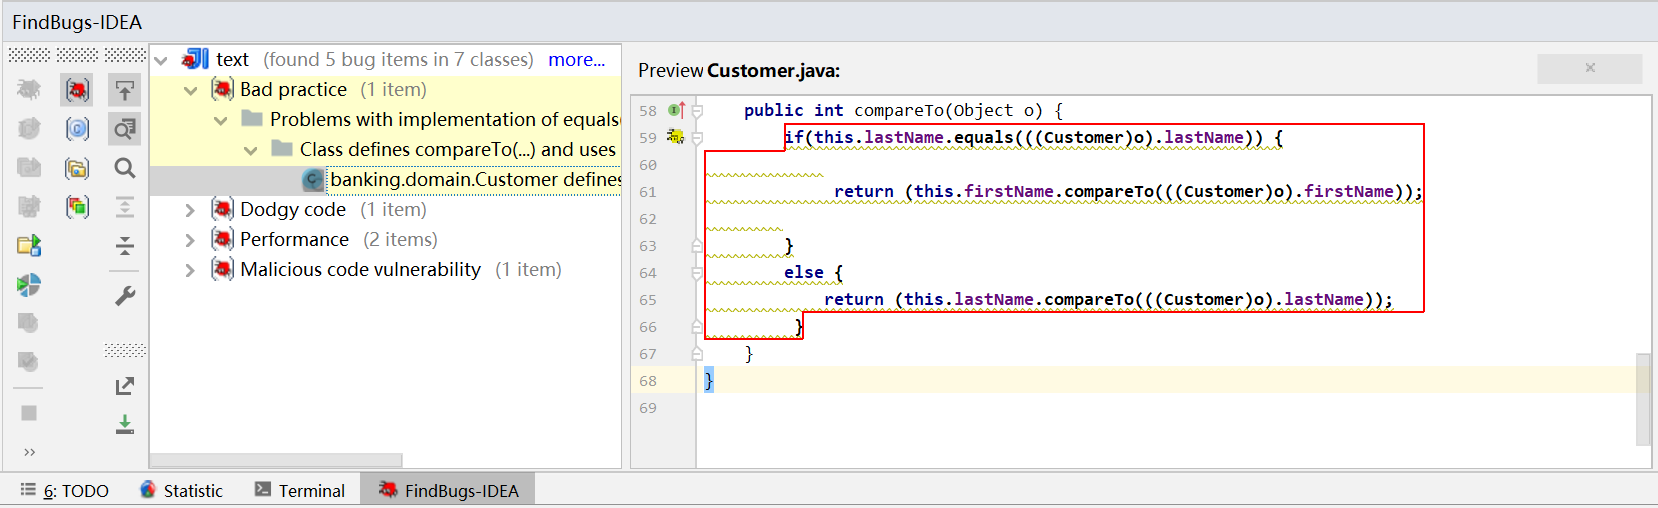 FindBugs-IDEA
text (found 5 bug items in 7 classes) more...
Bad practice (1 item)
Problems with implementation of equals(
Class defines compareTo(...) and uses
banking.domain.Customer defines
Dodgy code (1 item)
Performance (2 items)
Malicious code vulnerability (1 item)
Preview Customer.java:
58 public int compareTo(Object o) {
59 if(this.lastName.equals(((Customer)o).lastName)) {
60
61 return (this.firstName.compareTo(((Customer)o).firstName));
62
63 }
64 else {
65 return (this.lastName.compareTo(((Customer)o).lastName));
66 }
67 }
68 }
69
6: TODO Statistic Terminal FindBugs-IDEA